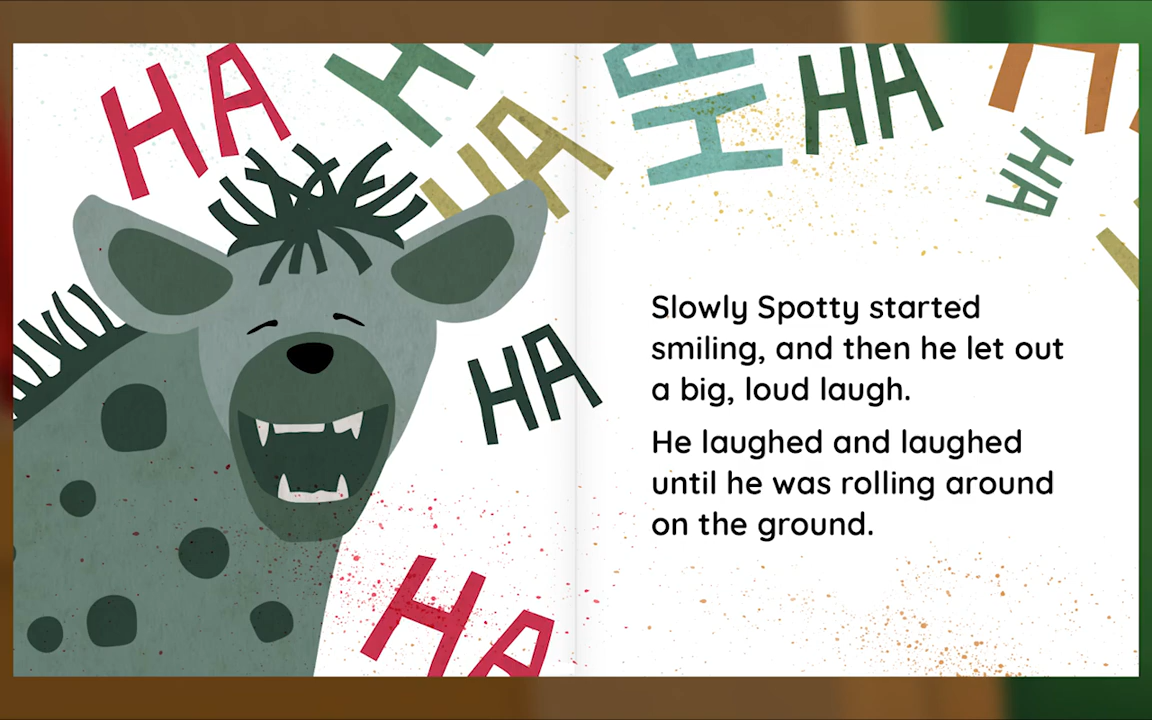 HA
H
HA
HA
HA
H
HA
HA
HA
Slowly Spotty started
smiling, and then he let out
a big, loud laugh.
He laughed and laughed
until he was rolling around
on the ground.